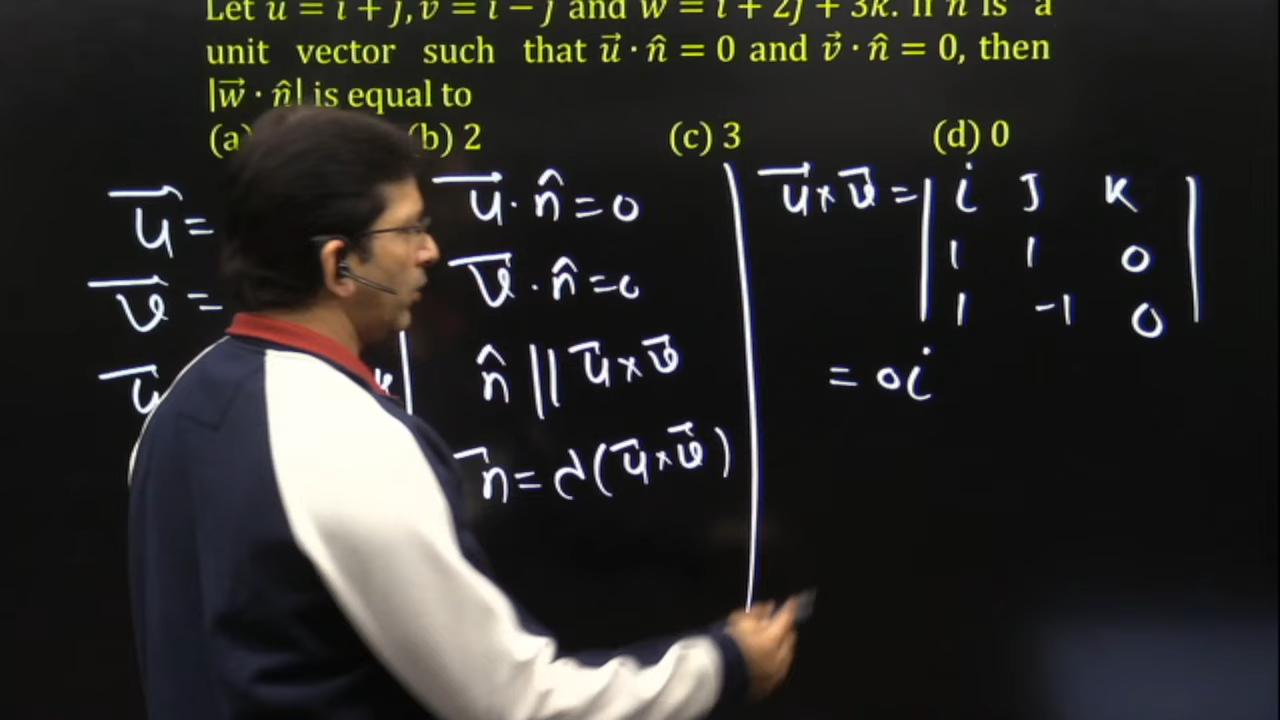 Let u = i + j, v = i − j and w = i + 2j + 3k. If n is a
unit vector such that u⃗ · n̂ = 0 and v⃗ · n̂ = 0, then
|w⃗ · n̂| is equal to
(a) (b) 2 (c) 3 (d) 0
u⃗ =
v⃗ =
u⃗ · n̂ = 0
v⃗ · n̂ = 0
n̂ || u⃗ × v⃗
n⃗ = λ(u⃗ × v⃗)
u⃗ × v⃗ = | i J K |
| 1 1 0 |
| 1 -1 0 |
= 0i